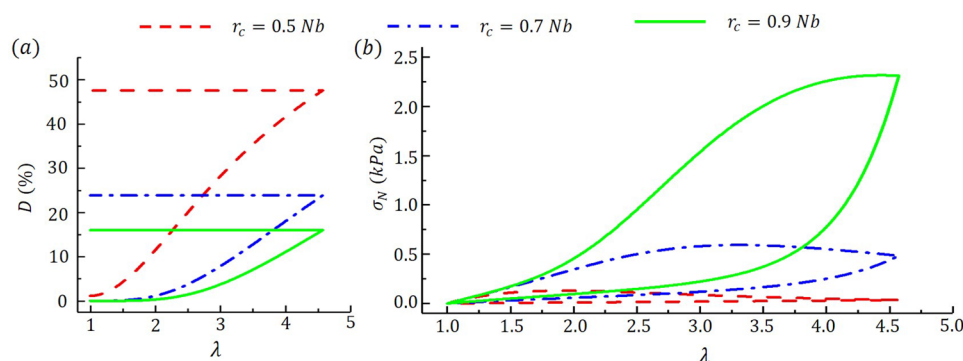 r_c = 0.5 Nb r_c = 0.7 Nb r_c = 0.9 Nb
(a) (b)
50
40
30
20
10
0
D (%)
1 2 3 4 5
λ
2.5
2.0
1.5
1.0
0.5
0.0
σ_N (kPa)
1.0 1.5 2.0 2.5 3.0 3.5 4.0 4.5 5.0
λ